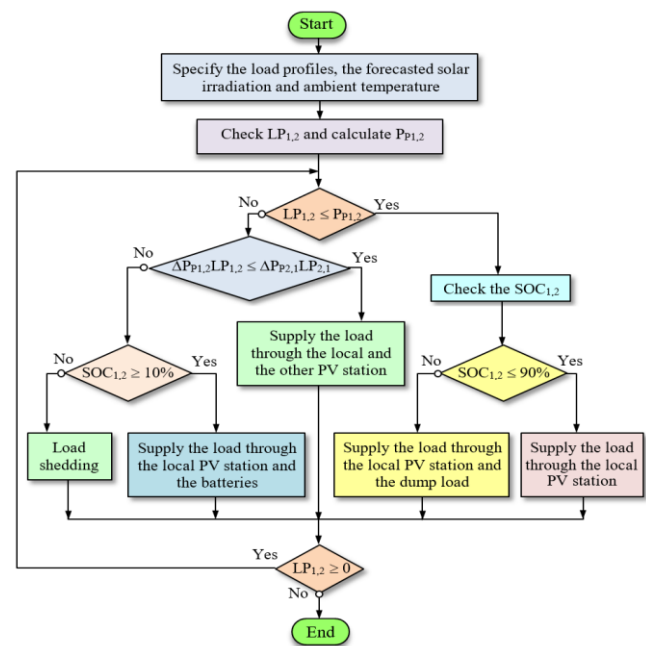 Start
Specify the load profiles, the forecasted solar
irradiation and ambient temperature
Check LP1,2 and calculate PP1,2
No
LP1,2 ≤ PP1,2
Yes
No
ΔPP1,2LP1,2 ≤ ΔPP2,1LP2,1
Yes
Check the SOC1,2
Supply the load
through the local and
the other PV station
No
SOC1,2 ≥ 10%
Yes
No
SOC1,2 ≤ 90%
Yes
Load
shedding
Supply the load through
the local PV station and
the batteries
Supply the load through
the local PV station and
the dump load
Supply the load
through the local
PV station
Yes
LP1,2 ≥ 0
No
End